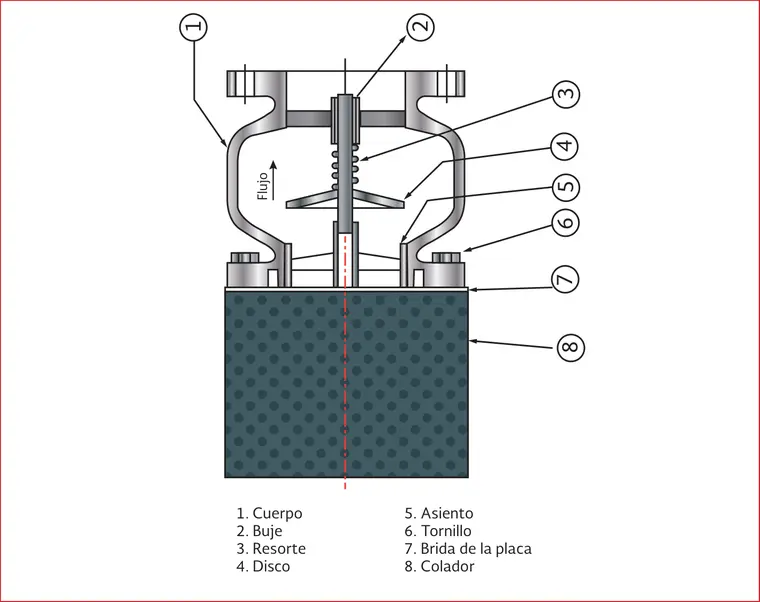 1
2
3
4
5
6
7
8
Flujo
1. Cuerpo
2. Buje
3. Resorte
4. Disco
5. Asiento
6. Tornillo
7. Brida de la placa
8. Colador